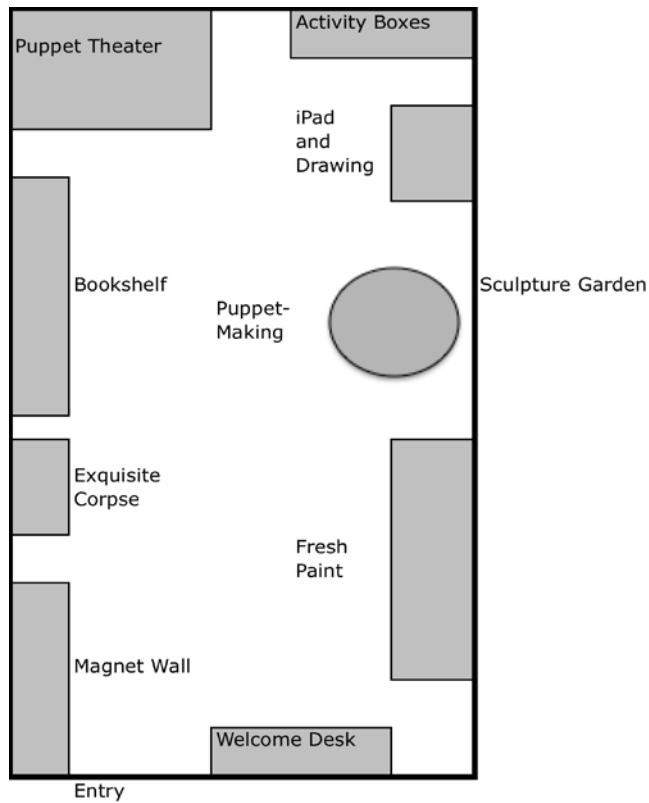 Activity Boxes
Puppet Theater
iPad
and
Drawing
Bookshelf
Sculpture Garden
Puppet-
Making
Exquisite
Corpse
Fresh
Paint
Magnet Wall
Welcome Desk
Entry